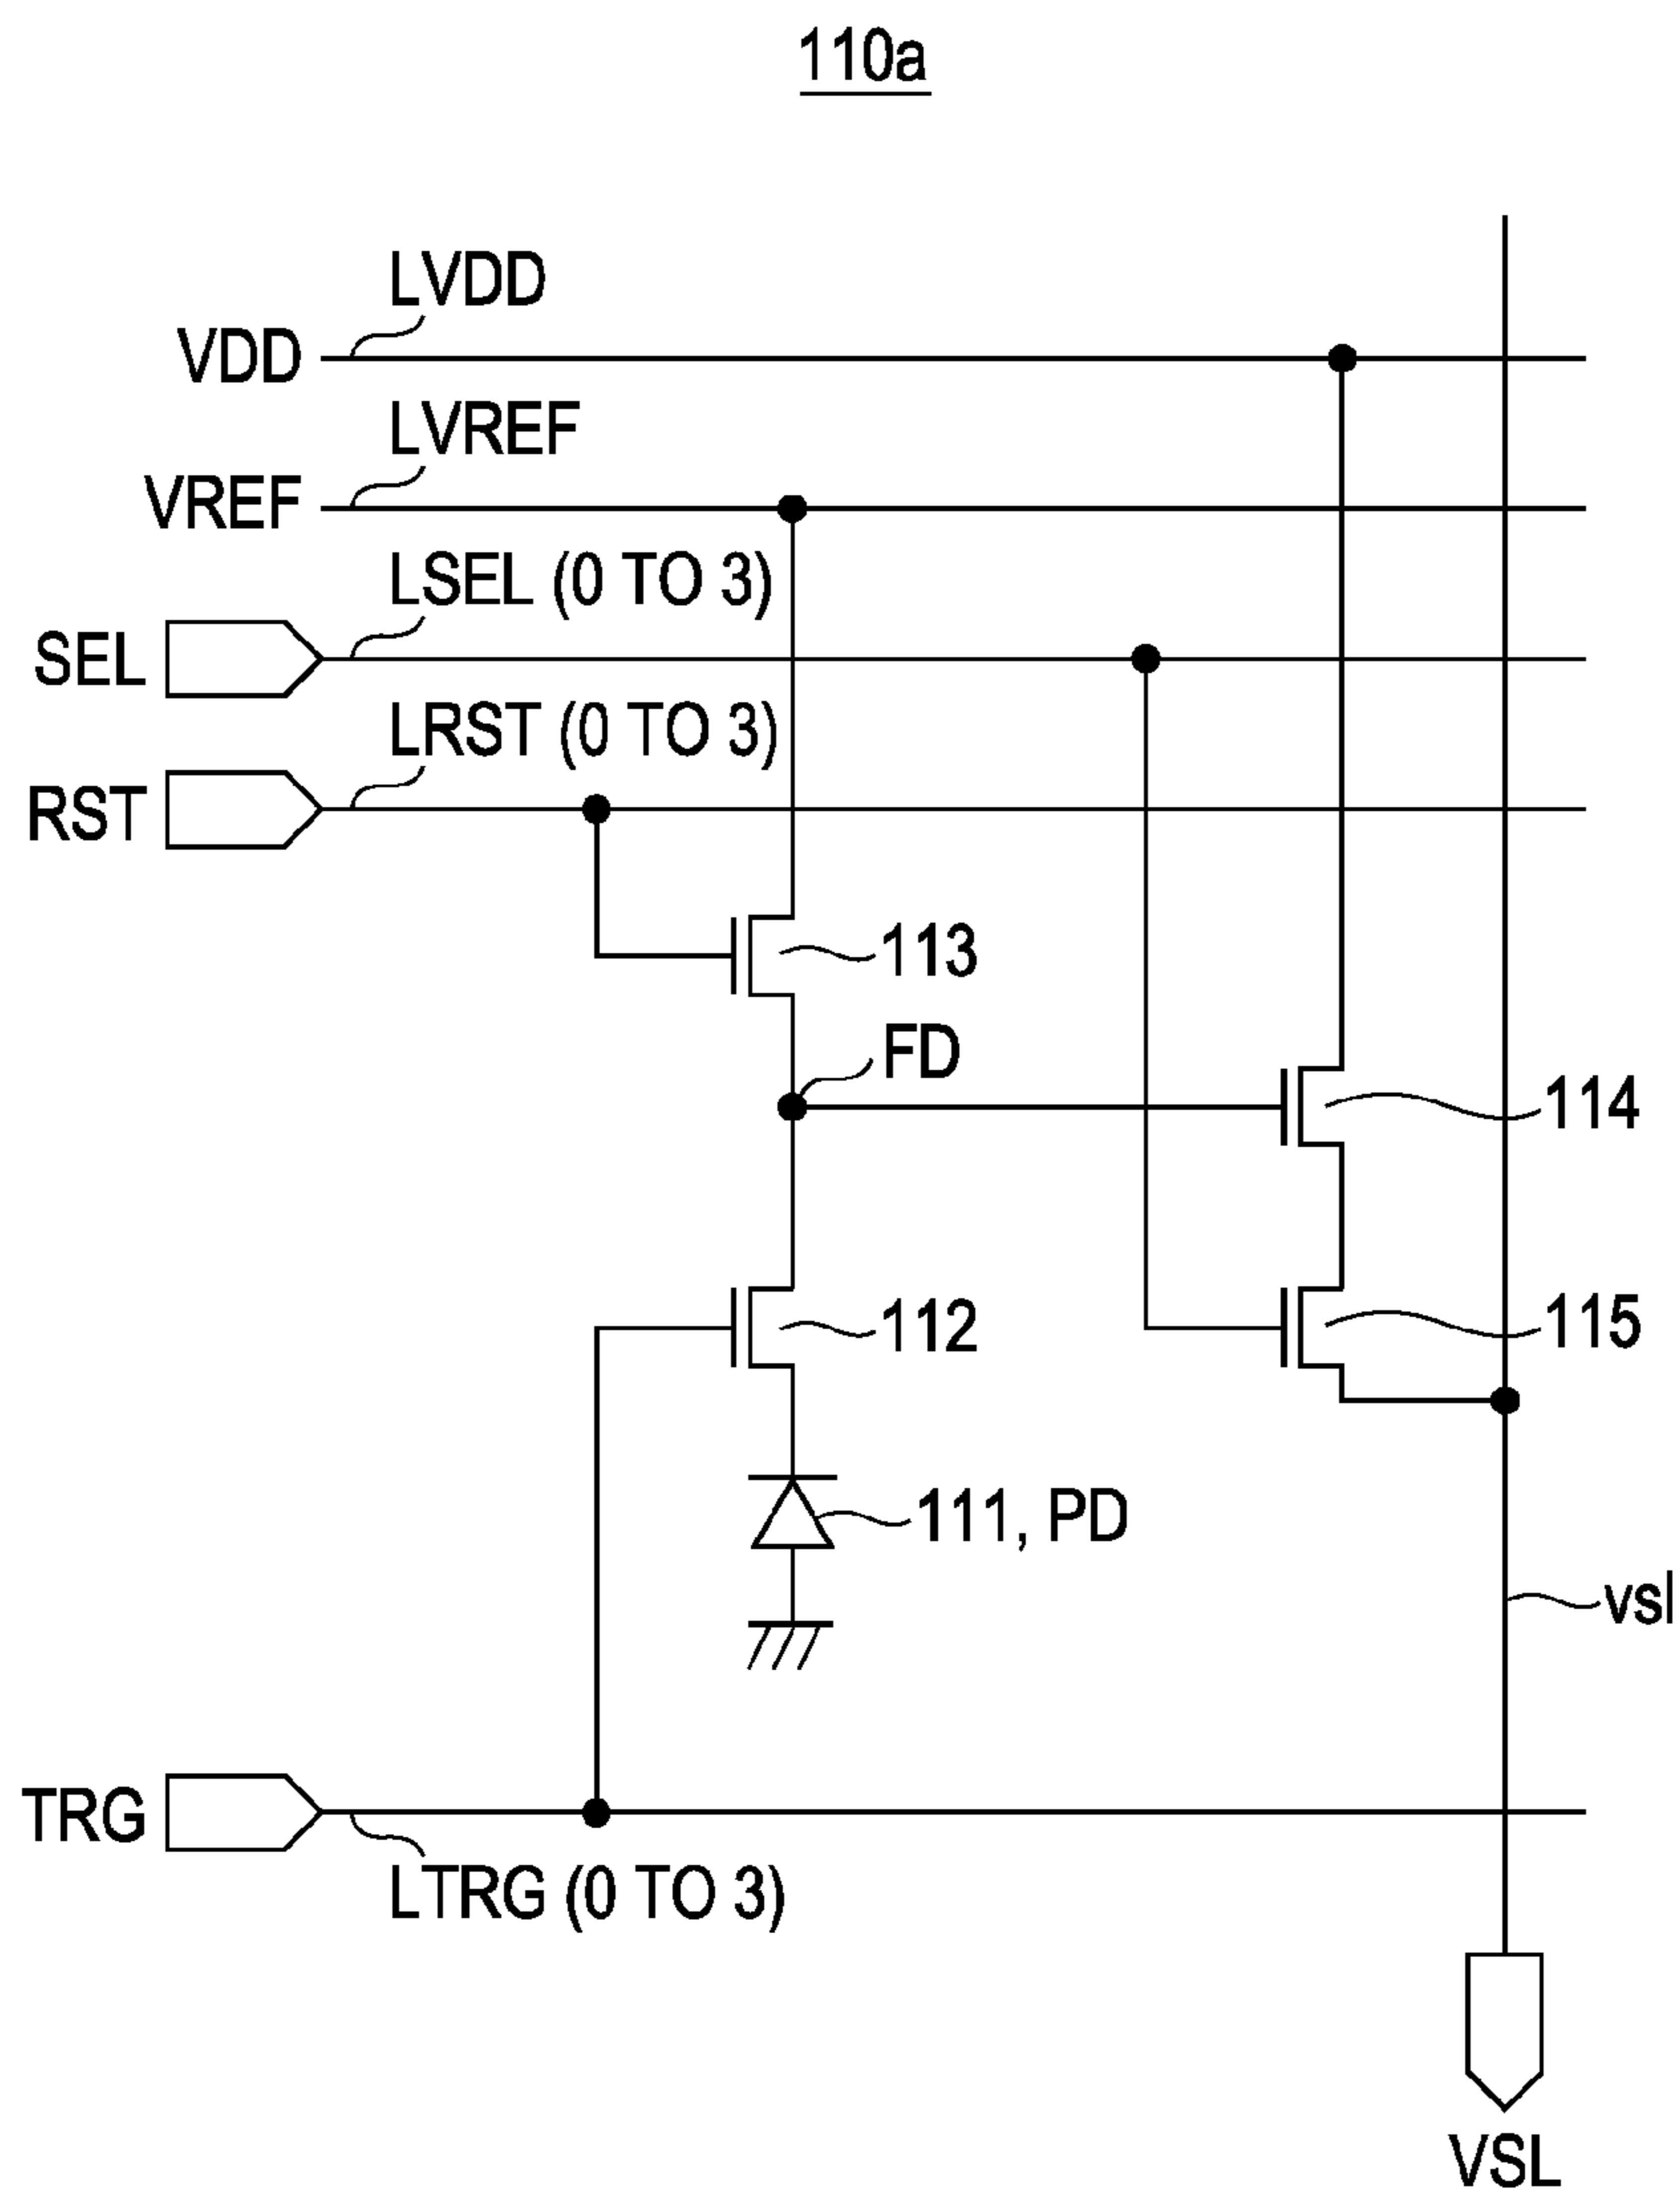 110a
LVDD
VDD
LVREF
VREF
LSEL (0 TO 3)
SEL
LRST (0 TO 3)
RST
113
FD
114
112
115
111, PD
vsl
TRG
LTRG (0 TO 3)
VSL